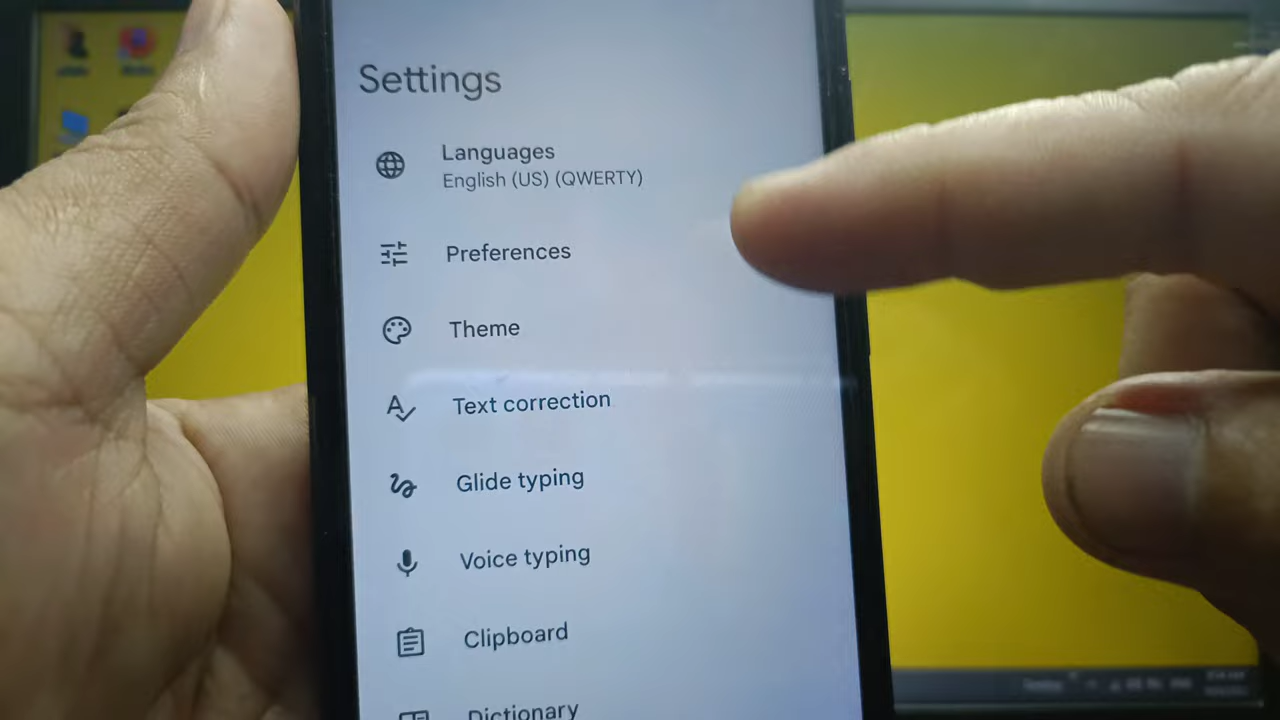 Settings
Languages
English (US) (QWERTY)
Preferences
Theme
Text correction
Glide typing
Voice typing
Clipboard
Dictionary